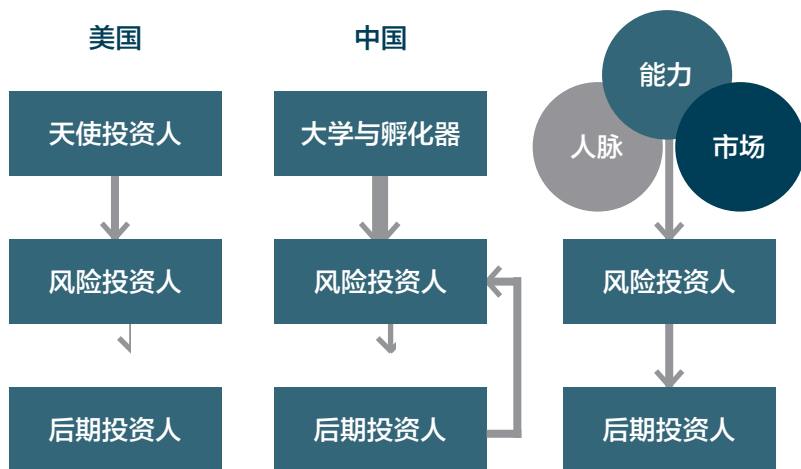 美国
天使投资人
风险投资人
后期投资人
中国
大学与孵化器
风险投资人
后期投资人
能力
人脉
市场
风险投资人
后期投资人